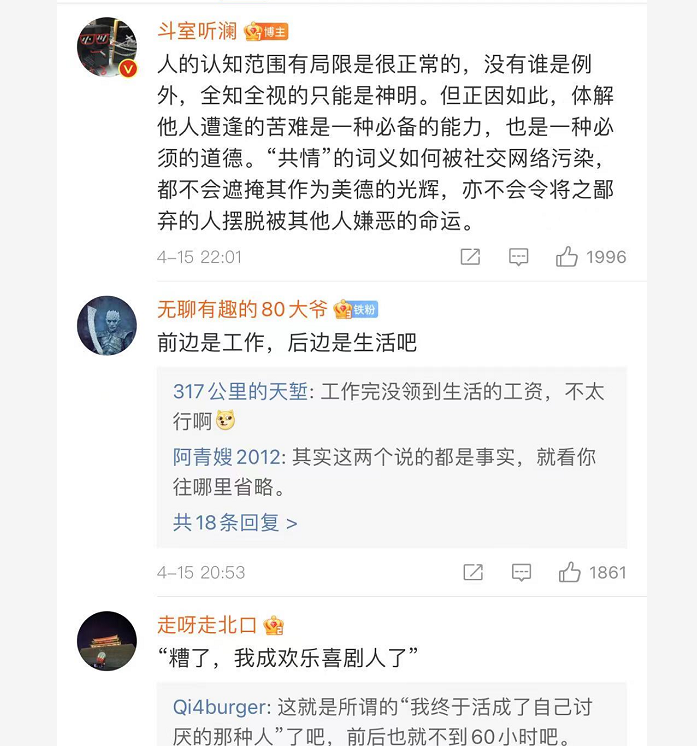 斗室听澜 博主
人的认知范围有局限是很正常的，没有谁是例
外，全知全视的只能是神明。但正因如此，体解
他人遭逢的苦难是一种必备的能力，也是一种必
须的道德。“共情”的词义如何被社交网络污染，
都不会遮掩其作为美德的光辉，亦不会令将之鄙
弃的人摆脱被其他人嫌恶的命运。
4-15 22:01 1996
无聊有趣的80大爷 铁粉
前边是工作，后边是生活吧
317公里的天堑: 工作完没领到生活的工资，不太
行啊
阿青嫂2012: 其实这两个说的都是事实，就看你
往哪里省略。
共18条回复 >
4-15 20:53 1861
走呀走北口
“糟了，我成欢乐喜剧人了”
Qi4burger: 这就是所谓的“我终于活成了自己讨
厌的那种人”了吧，前后也就不到60小时吧。